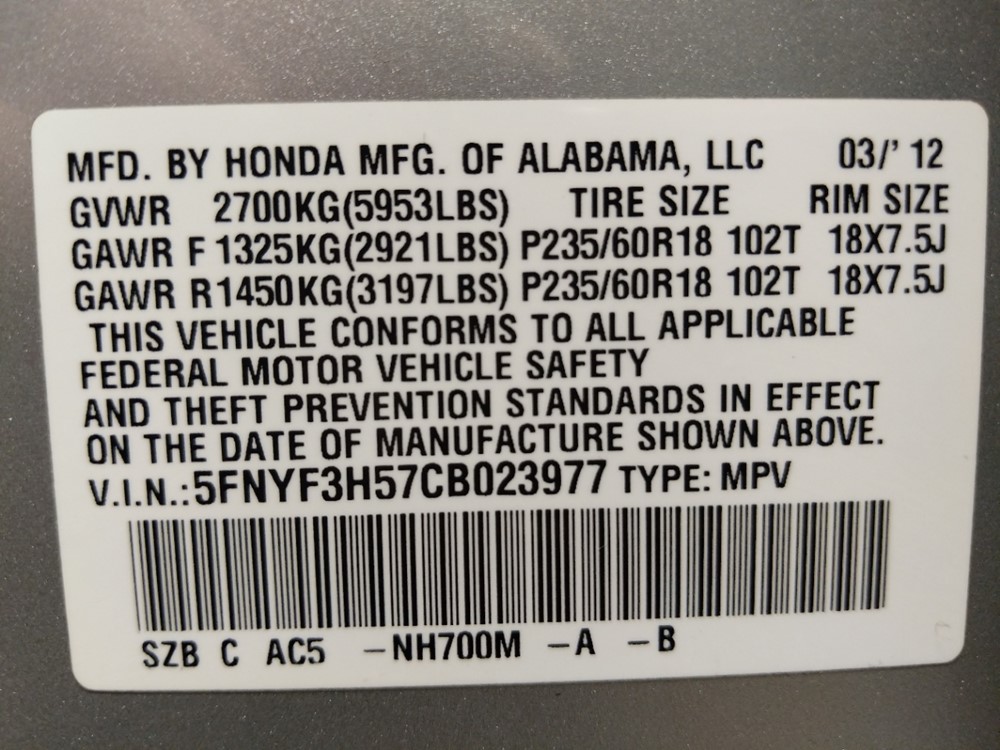 MFD. BY HONDA MFG. OF ALABAMA, LLC 03/' 12
GVWR 2700KG(5953LBS) TIRE SIZE RIM SIZE
GAWR F 1325KG(2921LBS) P235/60R18 102T 18X7.5J
GAWR R1450KG(3197LBS) P235/60R18 102T 18X7.5J
THIS VEHICLE CONFORMS TO ALL APPLICABLE
FEDERAL MOTOR VEHICLE SAFETY
AND THEFT PREVENTION STANDARDS IN EFFECT
ON THE DATE OF MANUFACTURE SHOWN ABOVE.
V.I.N.:5FNYF3H57CB023977 TYPE: MPV
SZB C AC5 –NH700M –A –B